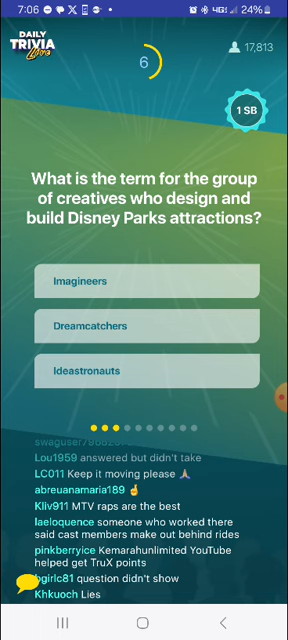 7:06
24%
DAILY
TRIVIA
Live
6
17,813
1 SB
What is the term for the group
of creatives who design and
build Disney Parks attractions?
Imagineers
Dreamcatchers
Ideastronauts
Lou1959 answered but didn't take
LC011 Keep it moving please 🙏🏼
abreuanamaria189 🤞
Kliv911 MTV raps are the best
laeloquence someone who worked there
said cast members make out behind rides
pinkberryice Kemarahunlimited YouTube
helped get TruX points
bgirlc81 question didn't show
Khkuoch Lies